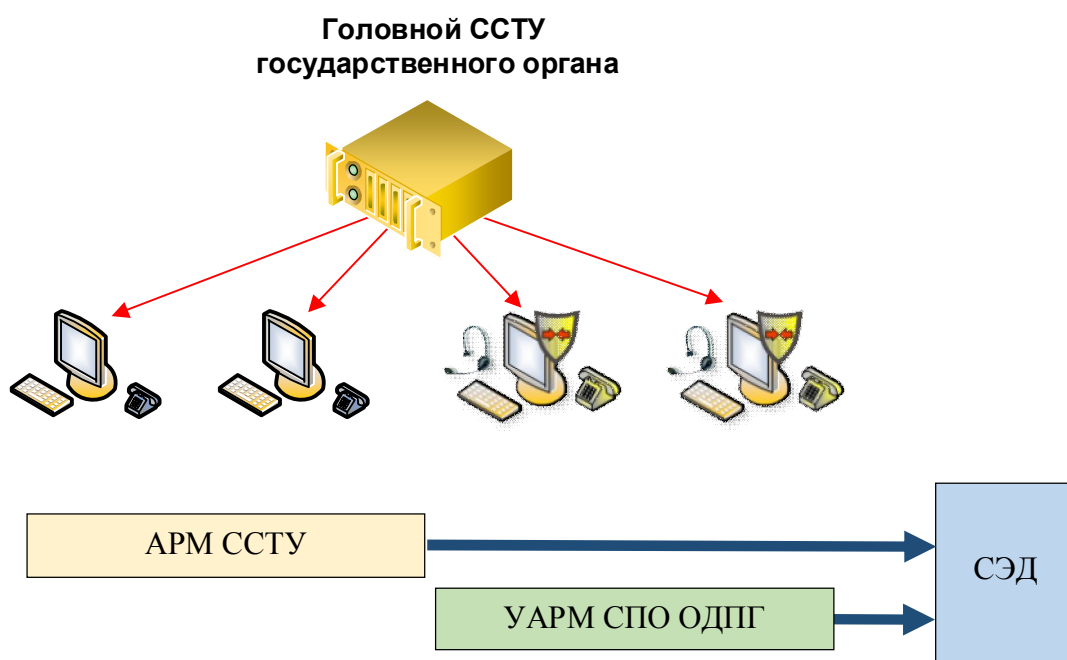 Головной ССТУ
государственного органа
АРМ ССТУ
СЭД
УАРМ СПО ОДПГ